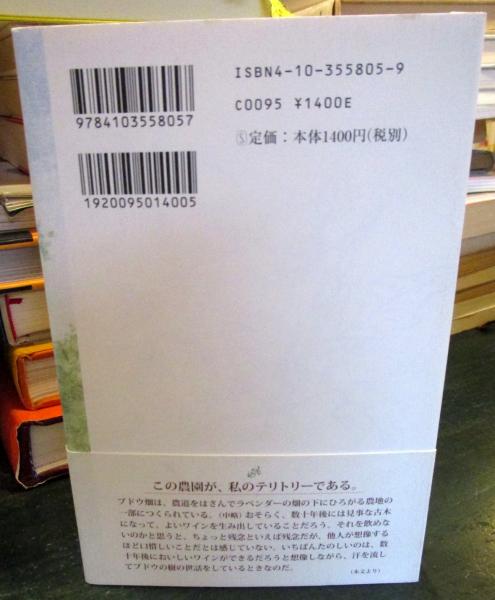 ISBN4-10-355805-9
C0095 ¥1400E
Ⓢ定価：本体1400円(税別)
9784103558057
1920095014005
この農園が、私のテリトリーである。
ブドウ畑は、農道をはさんでラベンダーの畑の下にひろがる農地の
一部につくられている。(中略)おそらく、数十年後には見事な古木
になって、よいワインを生み出していることだろう。それを飲めな
いのかと思うと、ちょっと残念といえば残念だが、他人が想像する
ほど口惜しいことだとは感じていない。いちばんたのしいのは、数
十年後においしいワインができるだろうと想像しながら、汗を流し
てブドウの樹の世話をしているときなのだ。
(本文より)